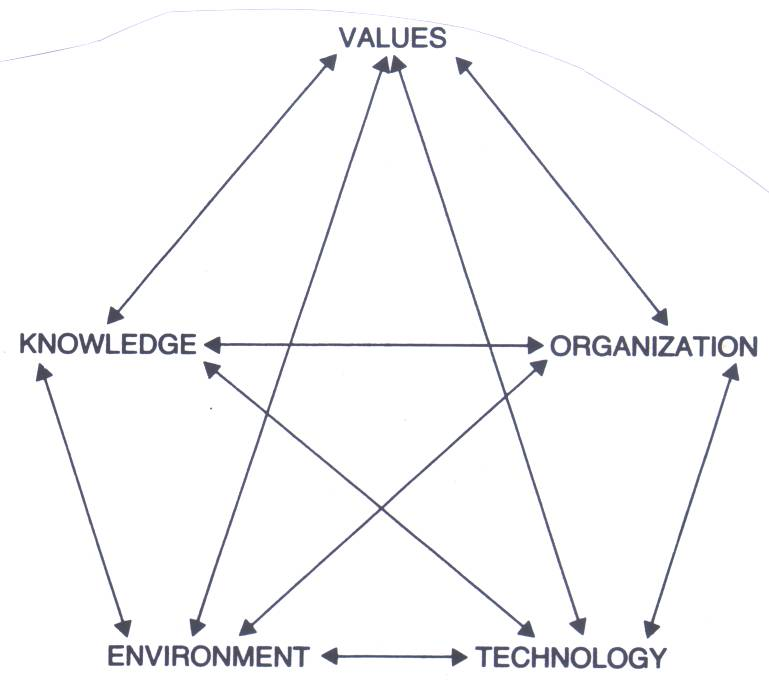 VALUES
KNOWLEDGE
ORGANIZATION
ENVIRONMENT
TECHNOLOGY